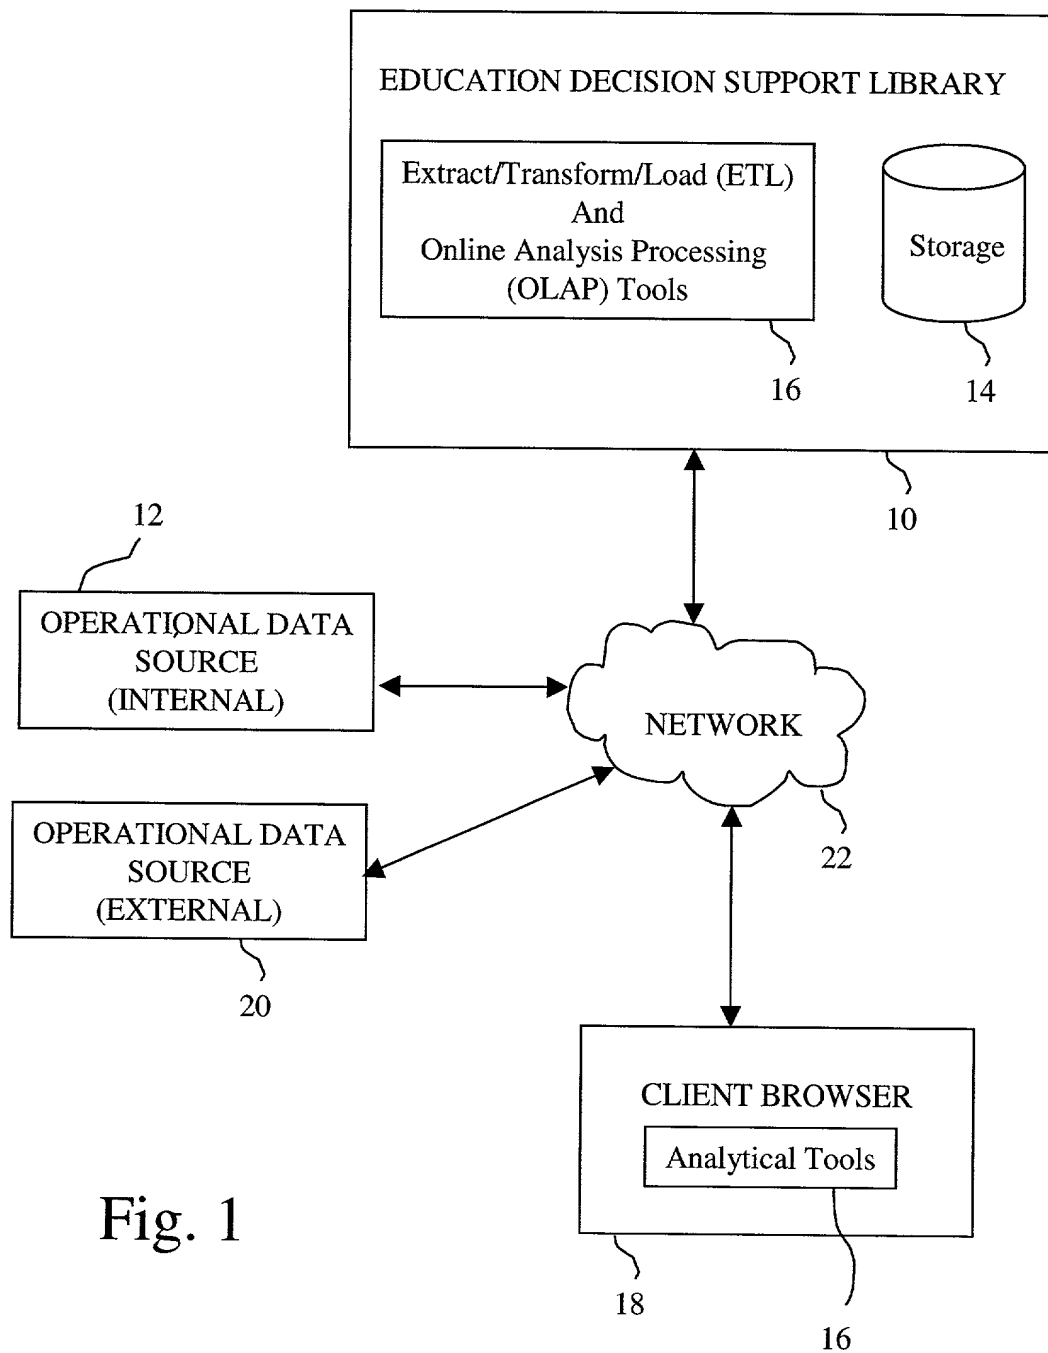 EDUCATION DECISION SUPPORT LIBRARY
Extract/Transform/Load (ETL)
And
Online Analysis Processing
(OLAP) Tools
Storage
16
14
10
12
OPERATIONAL DATA
SOURCE
(INTERNAL)
NETWORK
22
OPERATIONAL DATA
SOURCE
(EXTERNAL)
20
CLIENT BROWSER
Analytical Tools
18
16
Fig. 1